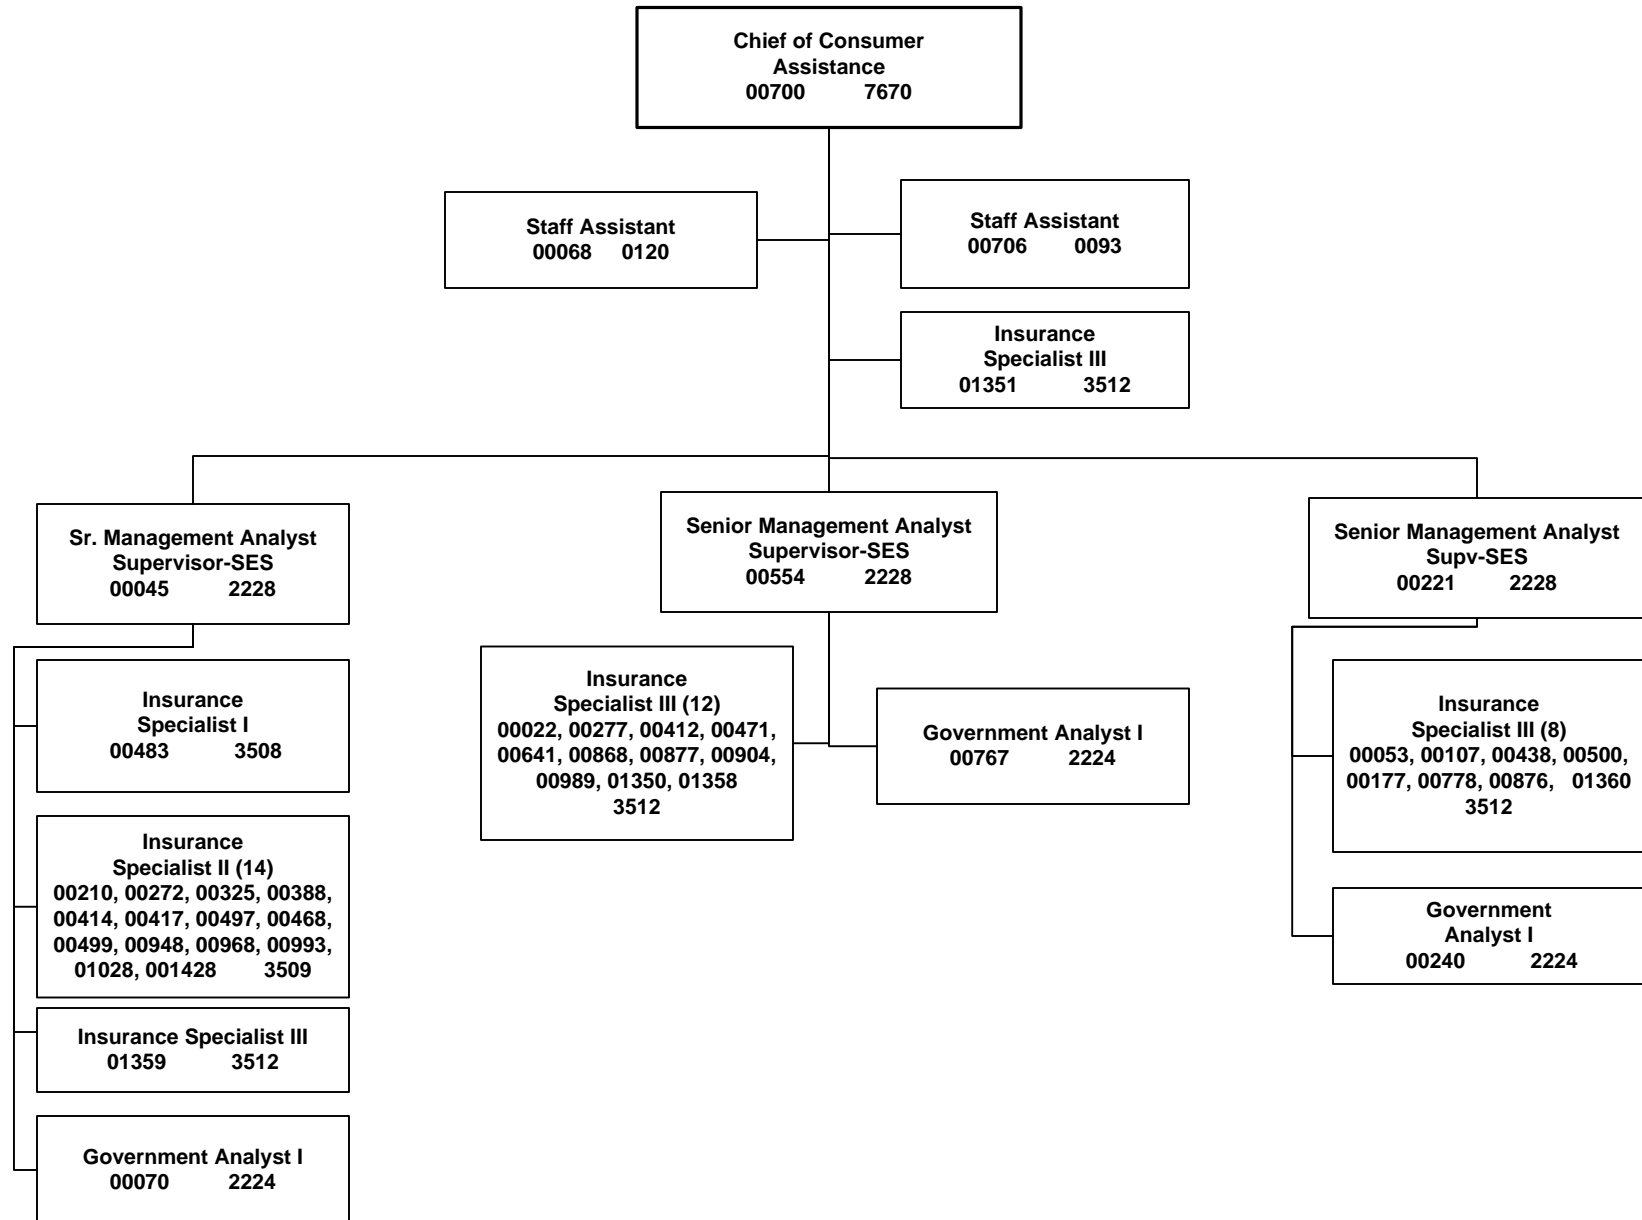 Chief of Consumer
Assistance
00700 7670
Staff Assistant
00068 0120
Staff Assistant
00706 0093
Insurance
Specialist III
01351 3512
Sr. Management Analyst
Supervisor-SES
00045 2228
Insurance
Specialist I
00483 3508
Insurance
Specialist II (14)
00210, 00272, 00325, 00388,
00414, 00417, 00497, 00468,
00499, 00948, 00968, 00993,
01028, 001428 3509
Insurance Specialist III
01359 3512
Government Analyst I
00070 2224
Senior Management Analyst
Supervisor-SES
00554 2228
Insurance
Specialist III (12)
00022, 00277, 00412, 00471,
00641, 00868, 00877, 00904,
00989, 01350, 01358
3512
Government Analyst I
00767 2224
Senior Management Analyst
Supv-SES
00221 2228
Insurance
Specialist III (8)
00053, 00107, 00438, 00500,
00177, 00778, 00876, 01360
3512
Government
Analyst I
00240 2224